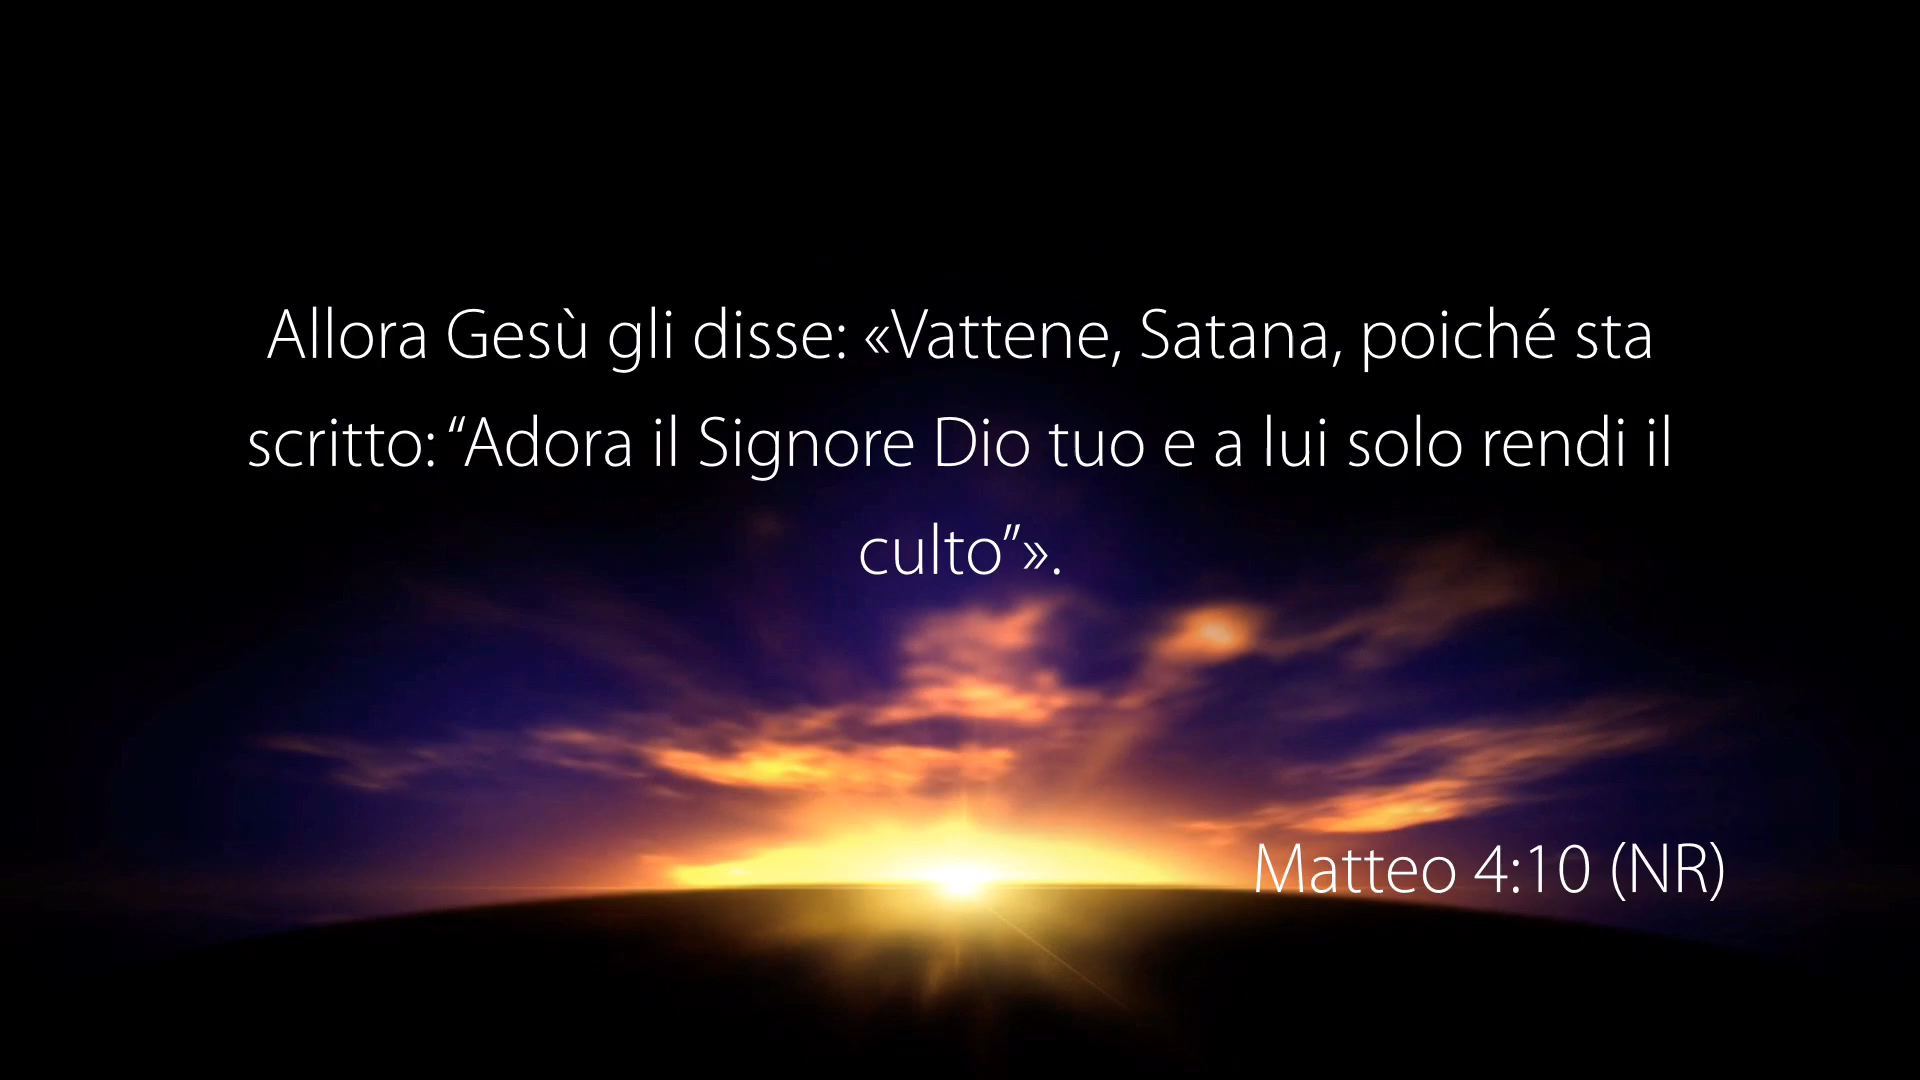 Allora Gesù gli disse: «Vattene, Satana, poiché sta
scritto: “Adora il Signore Dio tuo e a lui solo rendi il
culto”».
Matteo 4:10 (NR)